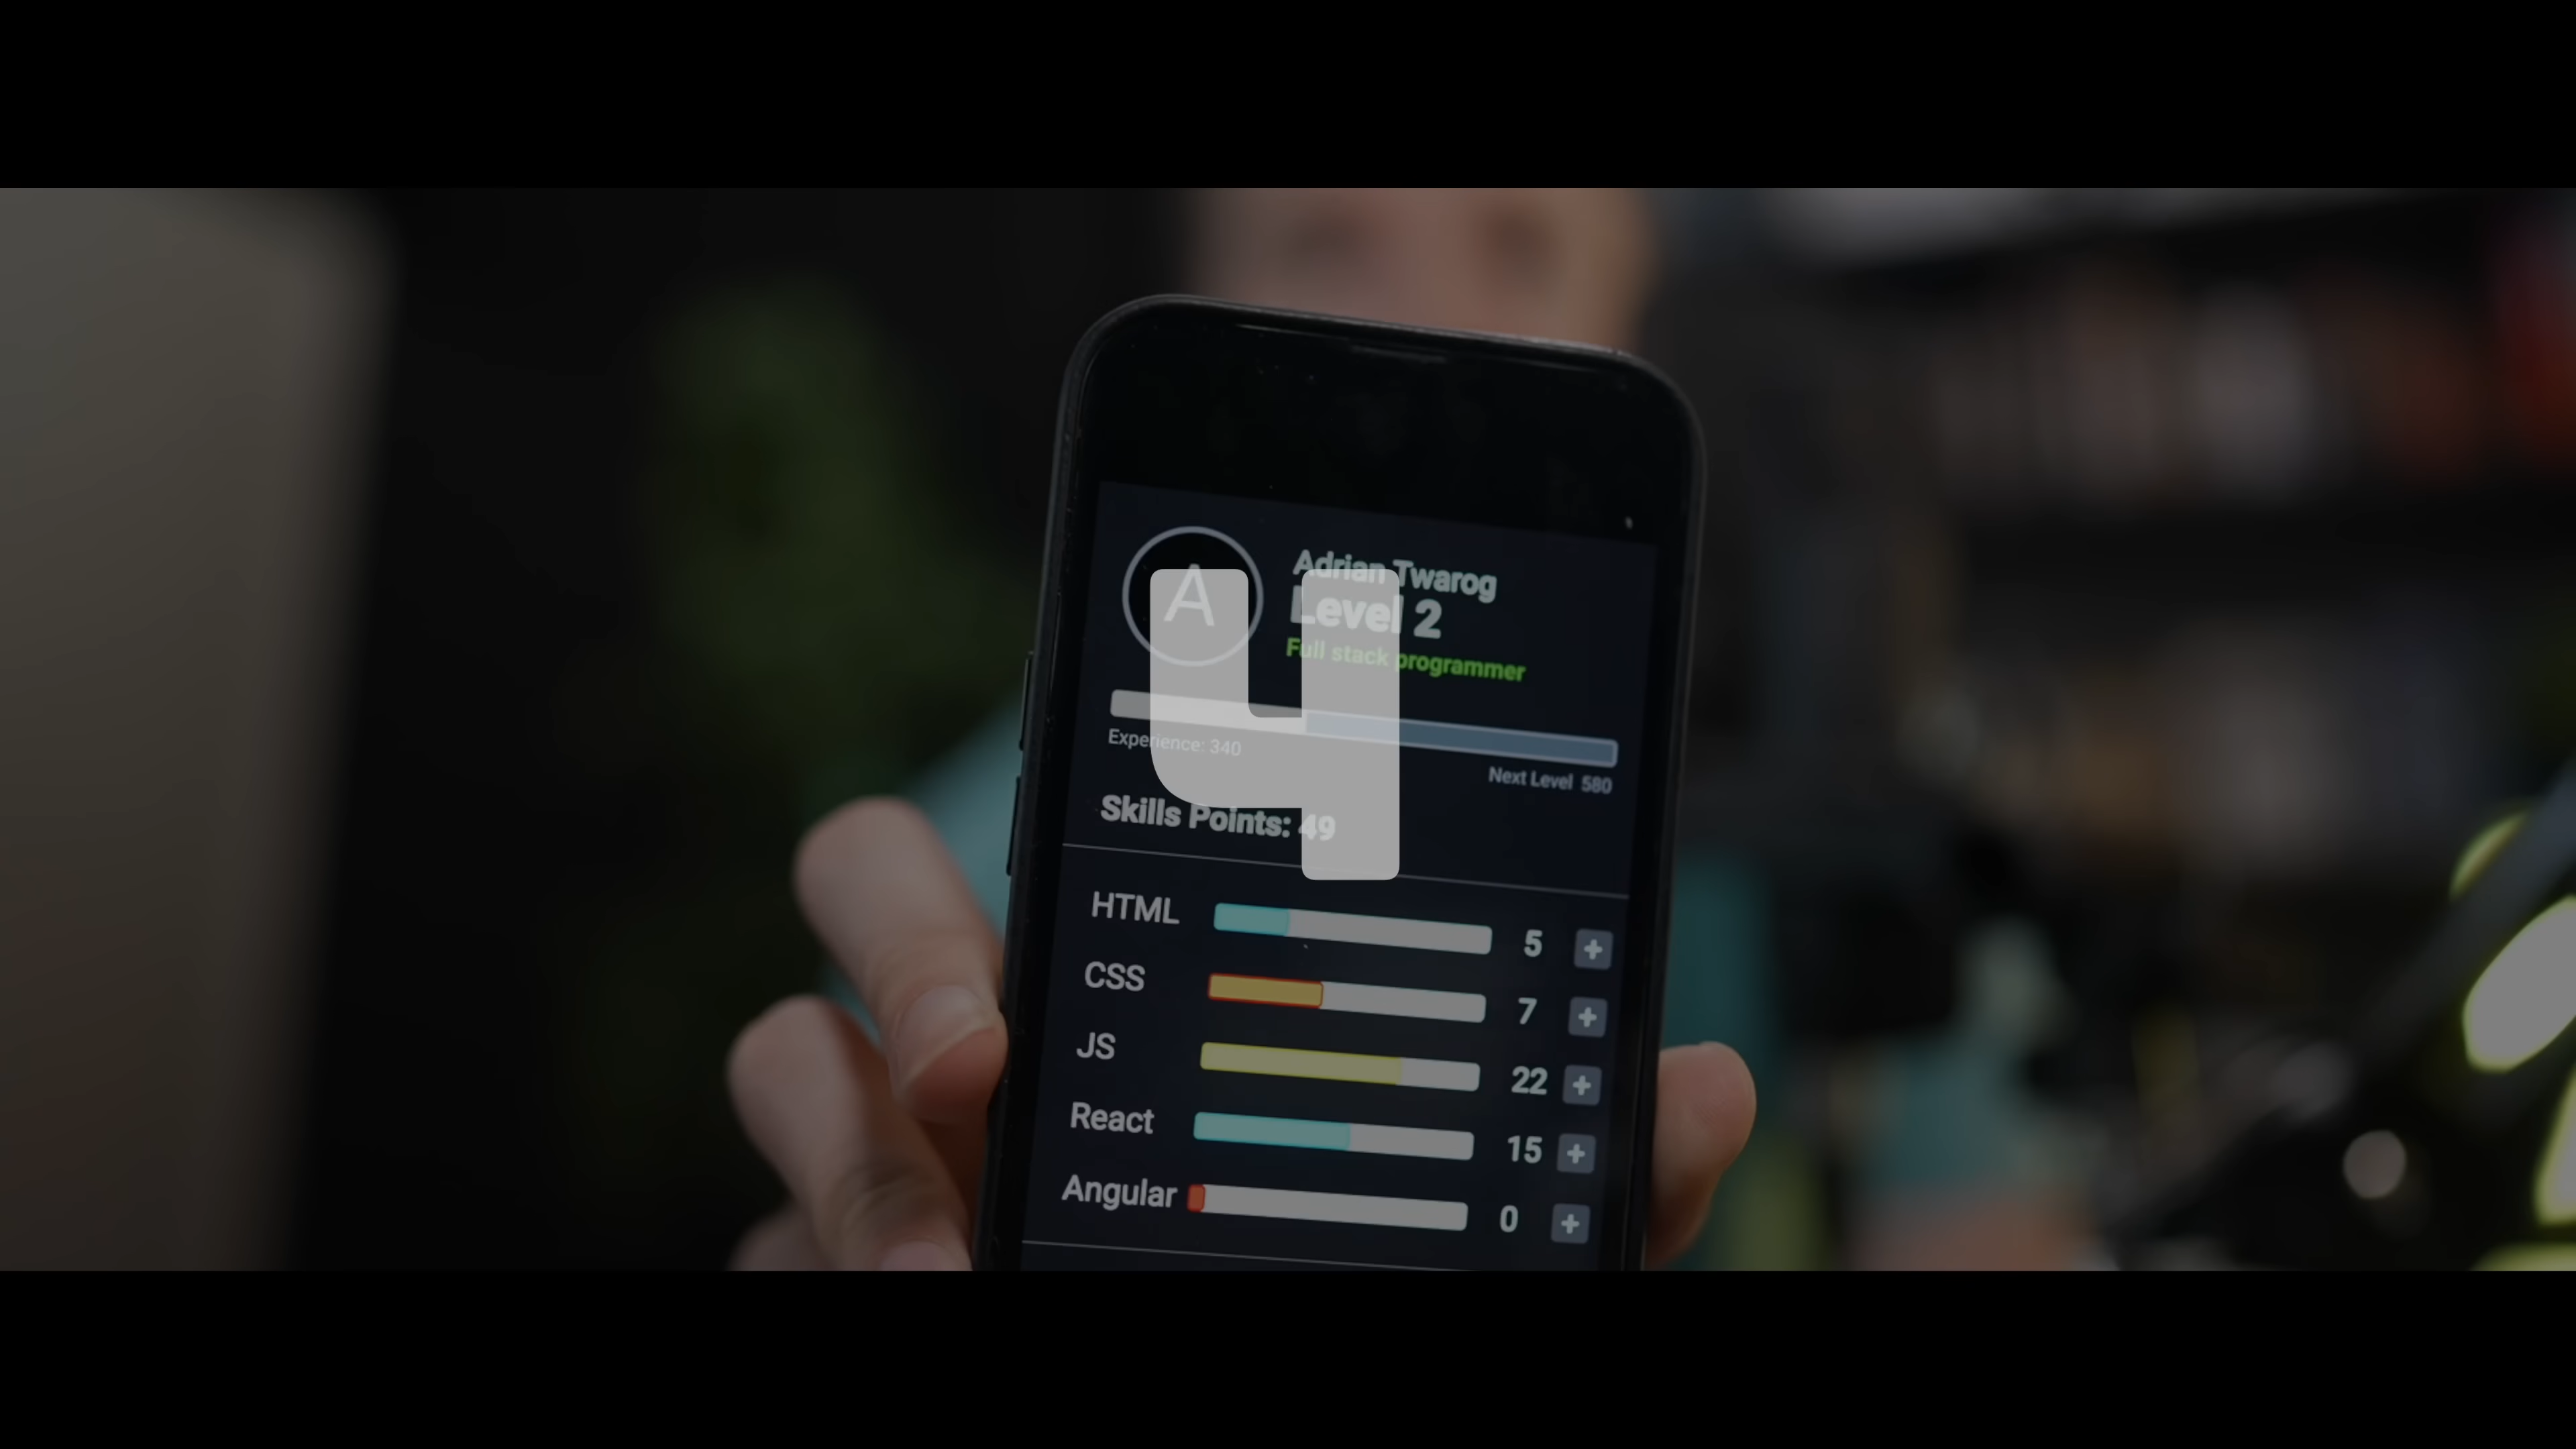 4
A
Adrian Twarog
Level 2
Full stack programmer
Experience: 340
Next Level 580
Skills Points: 49
HTML 5 +
CSS 7 +
JS 22 +
React 15 +
Angular 0 +